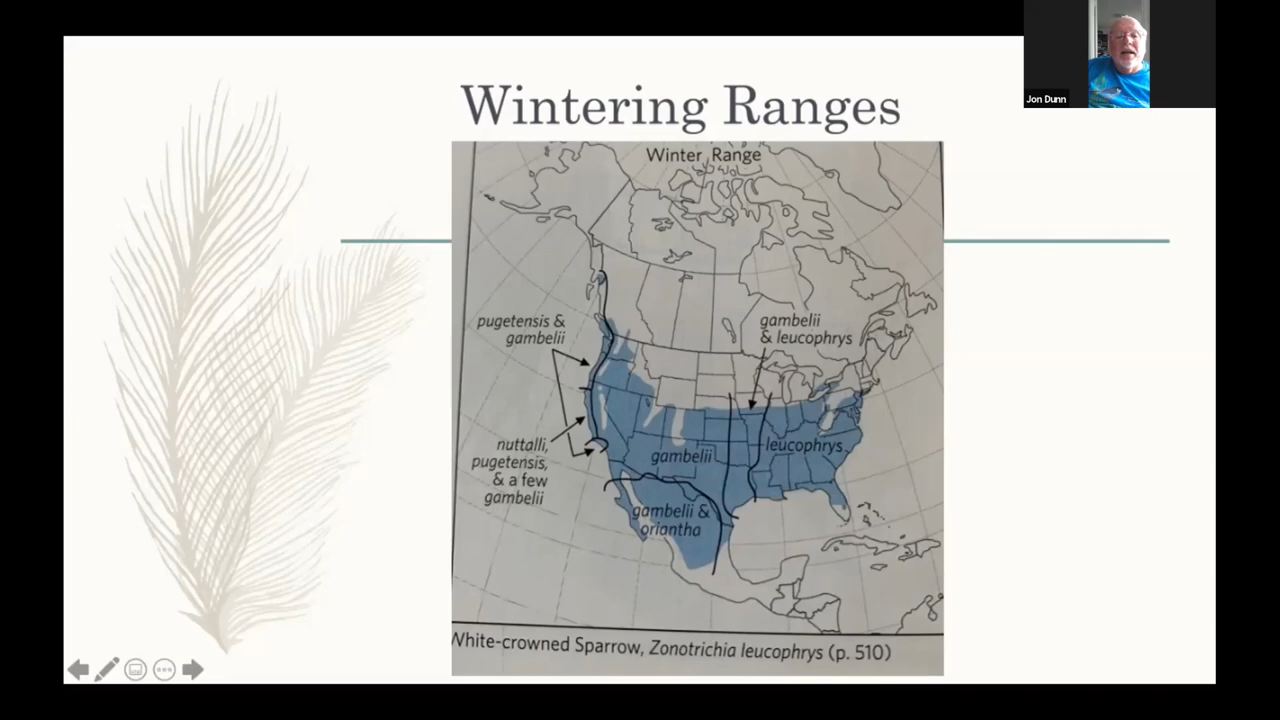 Jon Dunn
Wintering Ranges
Winter Range
pugetensis &
gambelii
gambelii
& leucophrys
nuttalli,
pugetensis,
& a few
gambelii
gambelii
leucophrys
gambelii &
oriantha
White-crowned Sparrow, Zonotrichia leucophrys (p. 510)